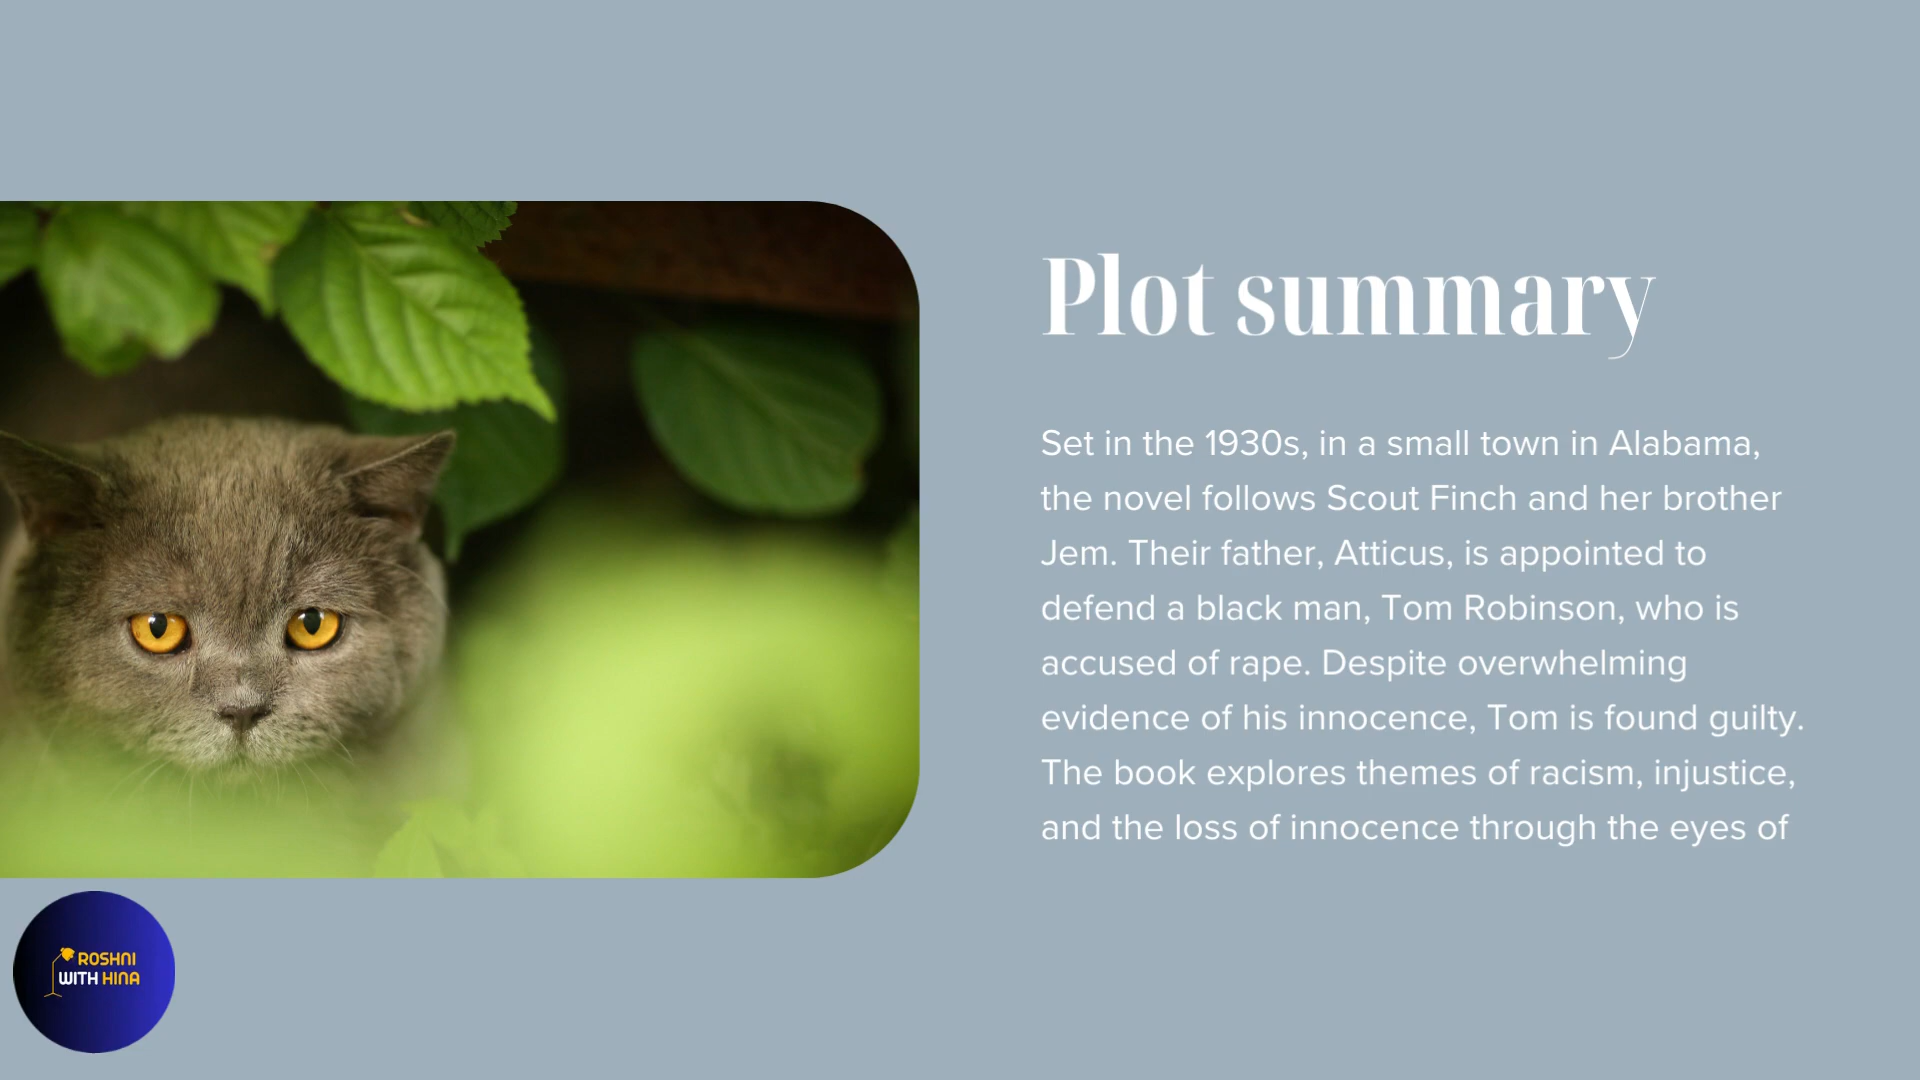 Plot summary
Set in the 1930s, in a small town in Alabama,
the novel follows Scout Finch and her brother
Jem. Their father, Atticus, is appointed to
defend a black man, Tom Robinson, who is
accused of rape. Despite overwhelming
evidence of his innocence, Tom is found guilty.
The book explores themes of racism, injustice,
and the loss of innocence through the eyes of
ROSHNI
WITH HINA